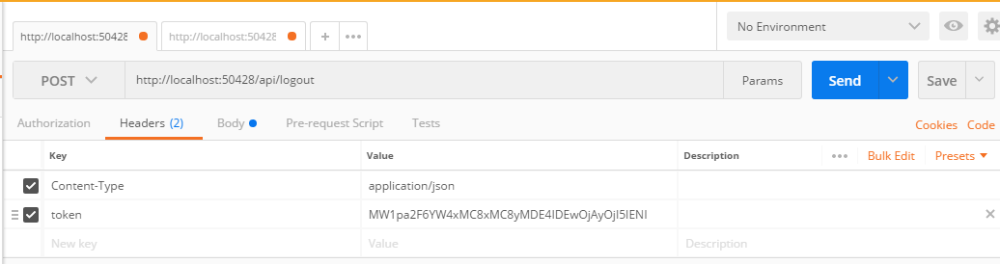 http://localhost:50428 http://localhost:50428 + ••• No Environment
POST http://localhost:50428/api/logout Params Send Save
Authorization Headers (2) Body Pre-request Script Tests Cookies Code
Key Value Description ••• Bulk Edit Presets
Content-Type application/json
token MW1pa2F6YW4xMC8xMC8yMDE4IDEwOjAyOjI5IENI
New key Value Description